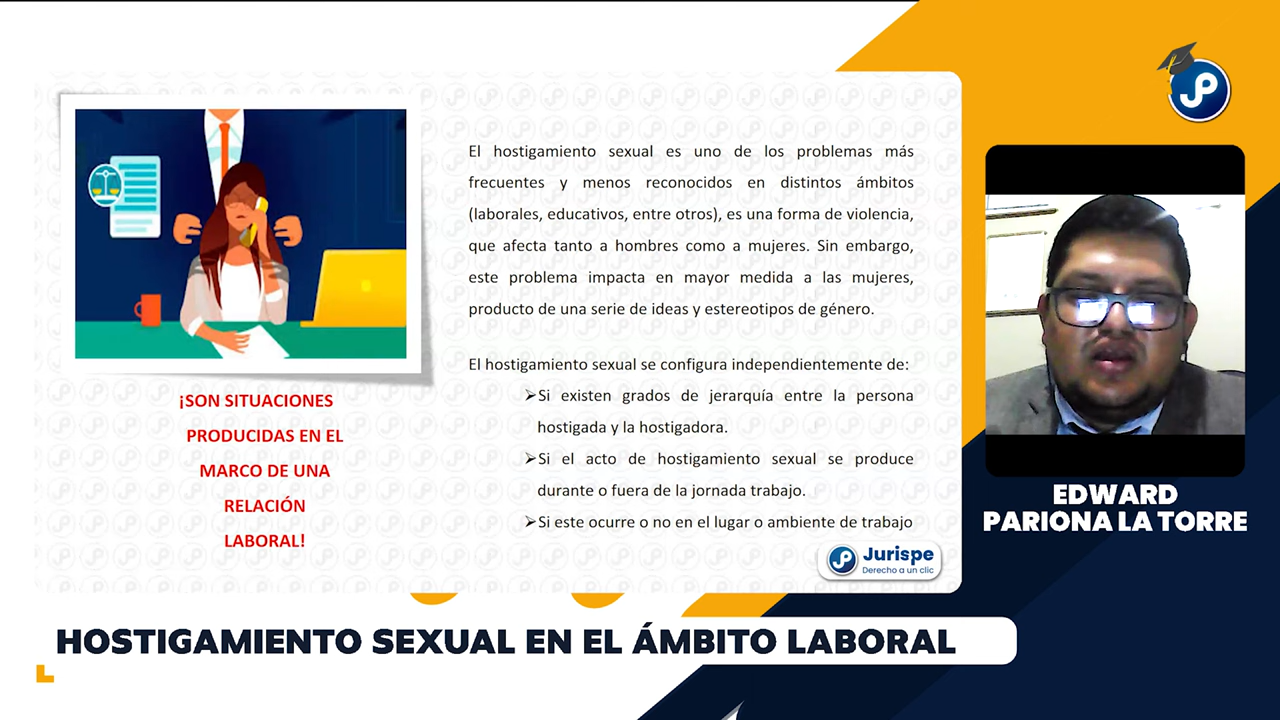 El hostigamiento sexual es uno de los problemas más
frecuentes y menos reconocidos en distintos ámbitos
(laborales, educativos, entre otros), es una forma de violencia,
que afecta tanto a hombres como a mujeres. Sin embargo,
este problema impacta en mayor medida a las mujeres,
producto de una serie de ideas y estereotipos de género.
El hostigamiento sexual se configura independientemente de:
➢Si existen grados de jerarquía entre la persona
hostigada y la hostigadora.
➢Si el acto de hostigamiento sexual se produce
durante o fuera de la jornada trabajo.
➢Si este ocurre o no en el lugar o ambiente de trabajo
¡SON SITUACIONES
PRODUCIDAS EN EL
MARCO DE UNA
RELACIÓN
LABORAL!
JP
Jurispe
Derecho a un clic
JP
EDWARD
PARIONA LA TORRE
HOSTIGAMIENTO SEXUAL EN EL ÁMBITO LABORAL